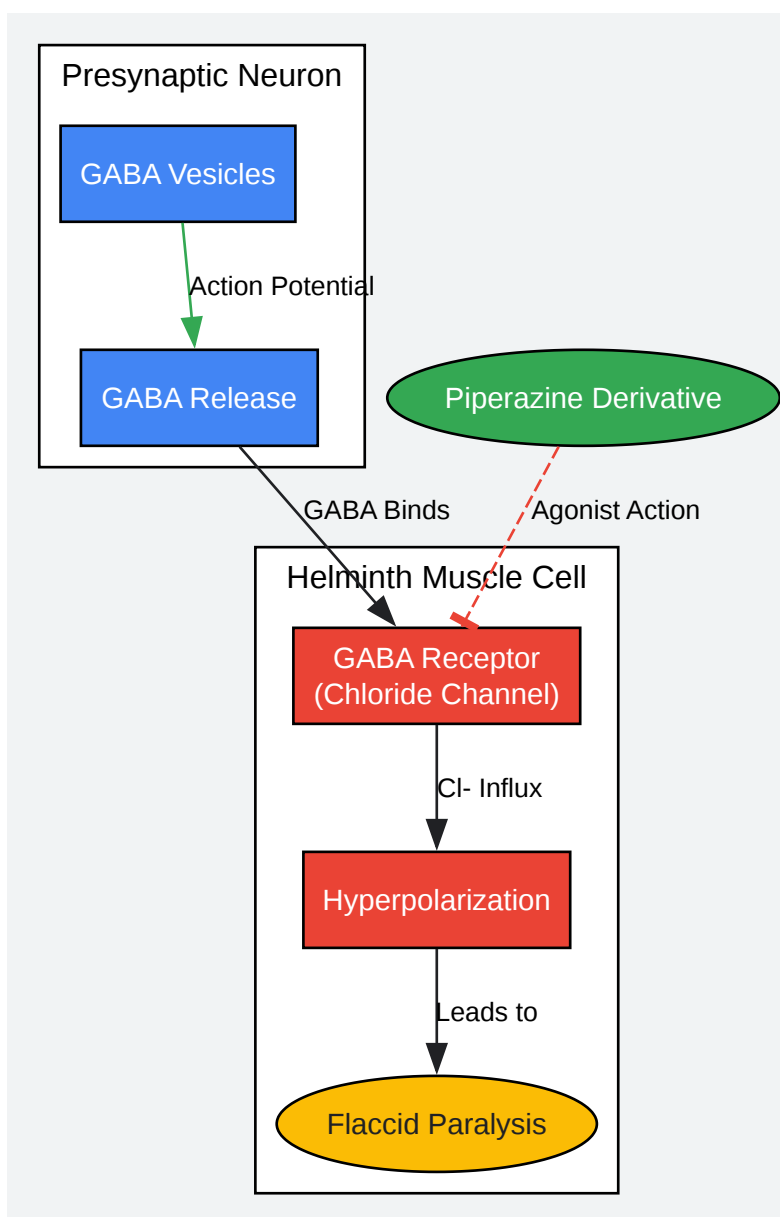 Presynaptic Neuron
GABA Vesicles
Action Potential
GABA Release
Piperazine Derivative
GABA Binds
Agonist Action
Helminth Muscle Cell
GABA Receptor
(Chloride Channel)
Cl- Influx
Hyperpolarization
Leads to
Flaccid Paralysis